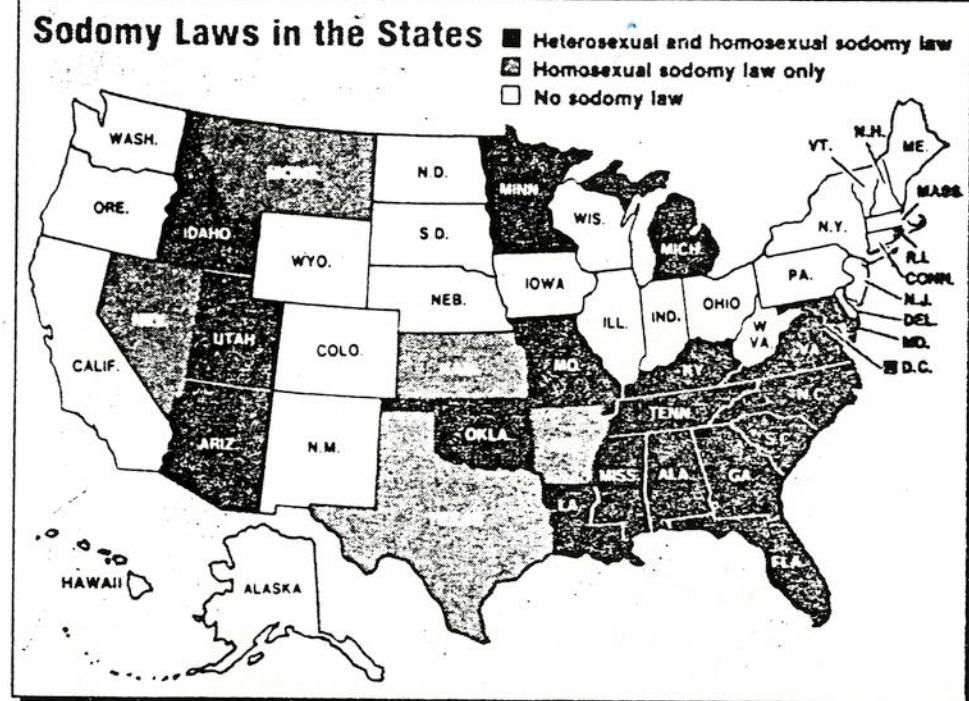 Sodomy Laws in the States
Heterosexual and homosexual sodomy law
Homosexual sodomy law only
No sodomy law
WASH.
MONT.
N.D.
MINN.
VT.
N.H.
ME.
ORE.
IDAHO
S.D.
WIS.
MICH.
N.Y.
MASS.
R.I.
CONN.
WYO.
IOWA
PA.
N.J.
NEB.
ILL.
IND.
OHIO
DEL.
MD.
D.C.
UTAH
COLO.
MO.
W
VA.
VA.
CALIF.
KY.
N.C.
ARIZ.
N.M.
OKLA.
TENN.
S.C.
MISS.
ALA.
GA.
LA.
FLA.
HAWAII
ALASKA